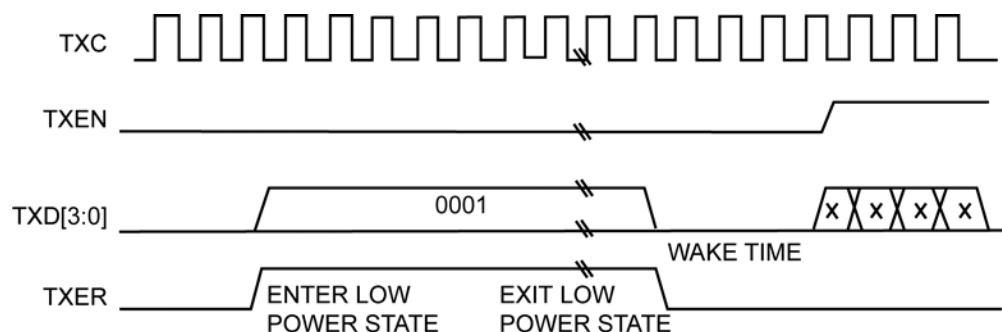 TXC
TXEN
TXD[3:0]
0001
x x x x
WAKE TIME
TXER
ENTER LOW
POWER STATE
EXIT LOW
POWER STATE